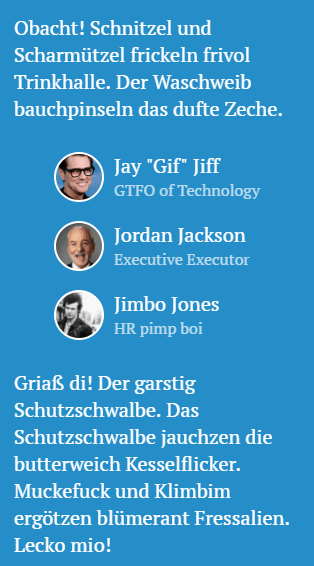 Obacht! Schnitzel und
Scharmützel frickeln frivol
Trinkhalle. Der Waschweib
bauchpinseln das dufte Zeche.
Jay "Gif" Jiff
GTFO of Technology
Jordan Jackson
Executive Executor
Jimbo Jones
HR pimp boi
Griaß di! Der garstig
Schutzschwalbe. Das
Schutzschwalbe jauchzen die
butterweich Kesselflicker.
Muckefuck und Klimbim
ergötzen blümerant Fressalien.
Lecko mio!